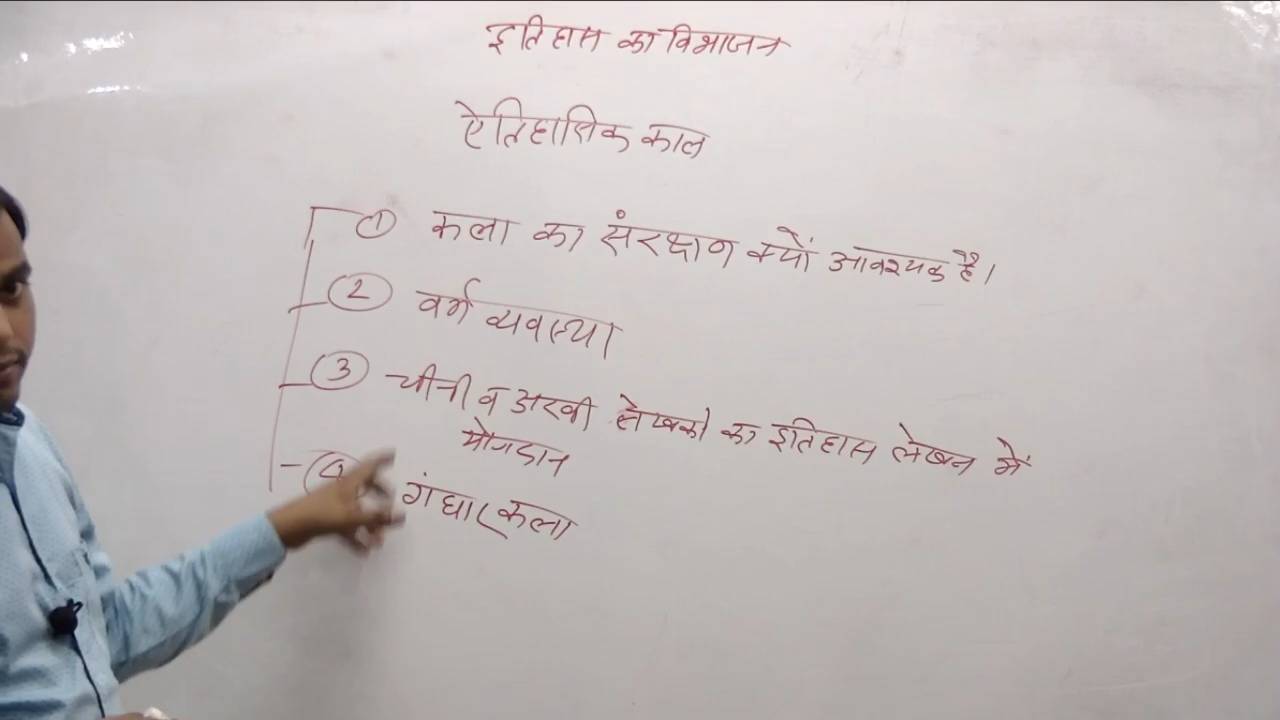 इतिहास का विभाजन
ऐतिहासिक काल
① कला का संरक्षण क्यों आवश्यक है।
② वर्ग व्यवस्था
③ चीनी व अरबी लेखको का इतिहास लेखन में
योगदान
④ गंधार कला